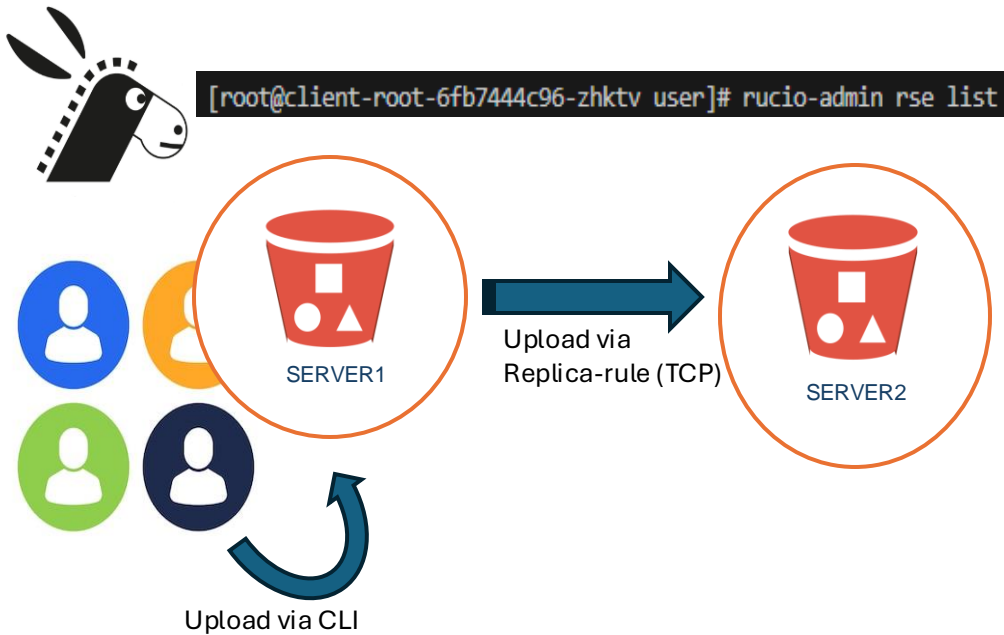 [root@client-root-6fb7444c96-zhktv user]# rucio-admin rse list
SERVER1
Upload via
Replica-rule (TCP)
SERVER2
Upload via CLI